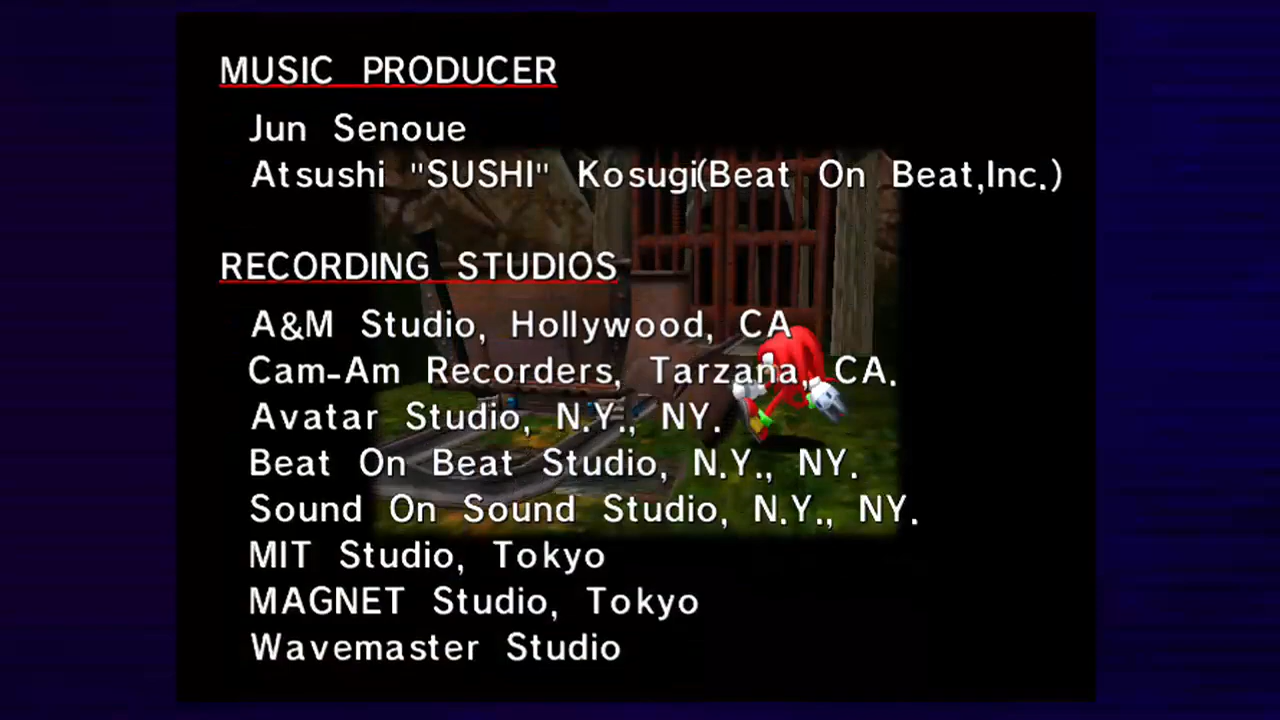 MUSIC PRODUCER
Jun Senoue
Atsushi "SUSHI" Kosugi(Beat On Beat,Inc.)
RECORDING STUDIOS
A&M Studio, Hollywood, CA
Cam-Am Recorders, Tarzana, CA.
Avatar Studio, N.Y., NY.
Beat On Beat Studio, N.Y., NY.
Sound On Sound Studio, N.Y., NY.
MIT Studio, Tokyo
MAGNET Studio, Tokyo
Wavemaster Studio